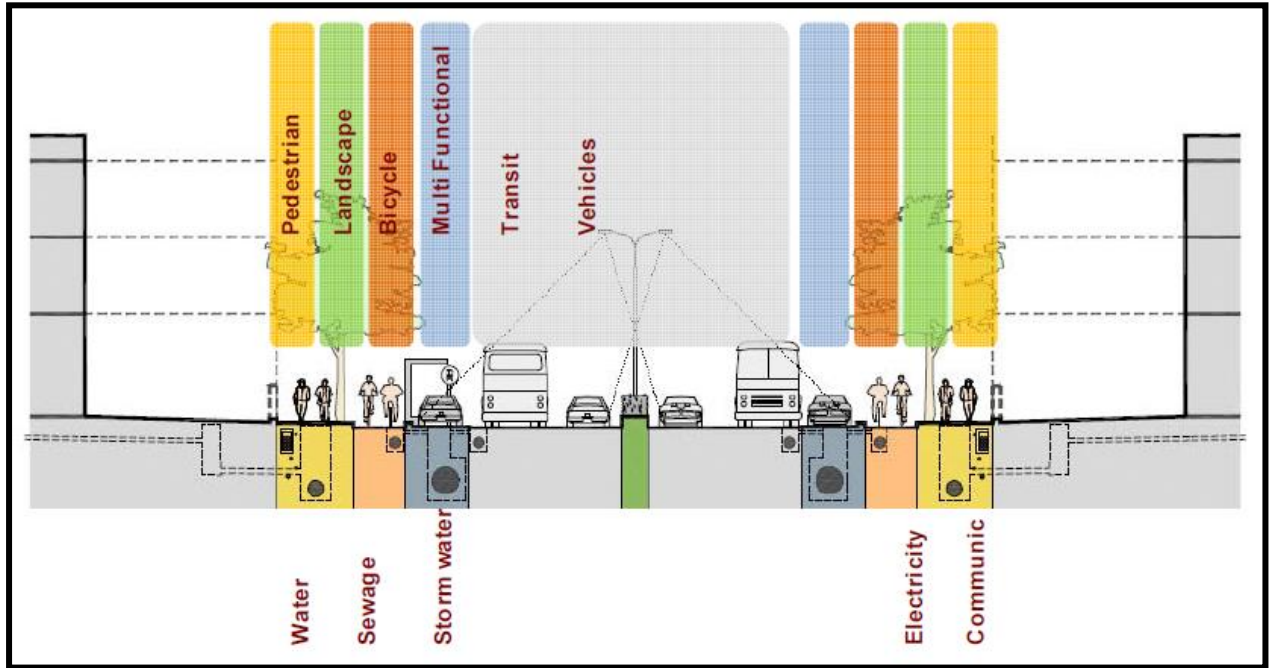 Pedestrian
Landscape
Bicycle
Multi Functional
Transit
Vehicles
Water
Sewage
Storm water
Electricity
Communic